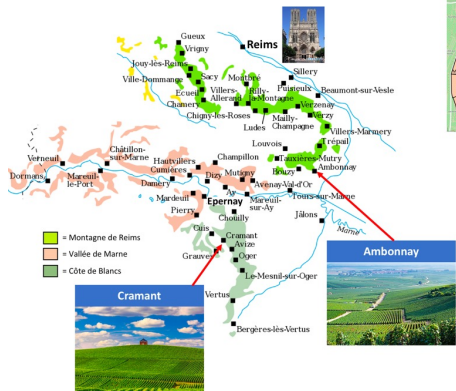 Gueux
Vrigny
Reims
Jouy-lès-Reims
Ville-Dommange
Sacy
Ecueil
Chamery
Villers-
Allerand
Montbré
Rilly-
la-Montagne
Chigny-les-Roses
Ludes
Sillery
Puisieulx
Beaumont-sur-Vesle
Verzenay
Verzy
Mailly-
Champagne
Villers-Marmery
Trépail
Louvois
Tauxières-Mutry
Bouzy
Ambonnay
Tours-sur-Marne
Jâlons
Marne
Verneuil
Dormans
Châtillon-
sur-Marne
Mareuil-
le-Port
Hautvillers
Cumières
Damery
Champillon
Dizy
Mutigny
Avenay-Val-d'Or
Ay
Mareuil-
sur-Ay
Mardeuil
Epernay
Pierry
Chouilly
Cuis
Cramant
Avize
Grauves
Oger
Le-Mesnil-sur-Oger
Vertus
Bergères-lès-Vertus
= Montagne de Reims
= Vallée de Marne
= Côte de Blancs
Cramant
Ambonnay